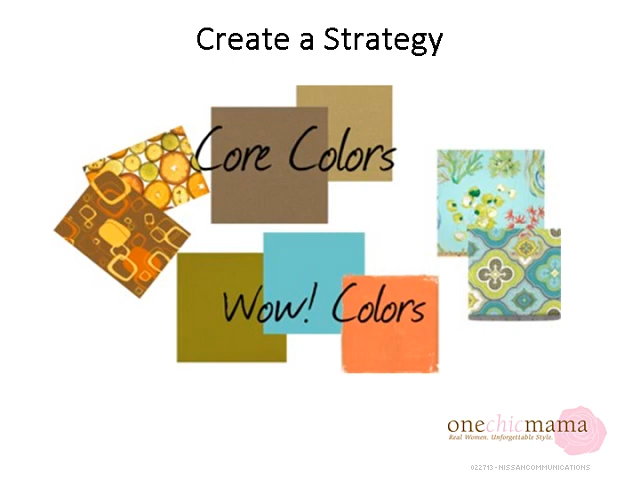 Create a Strategy
Core Colors
Wow! Colors
onechicmama
Real Women. Unforgettable Style.
022713 - NISSANCOMMUNICATIONS